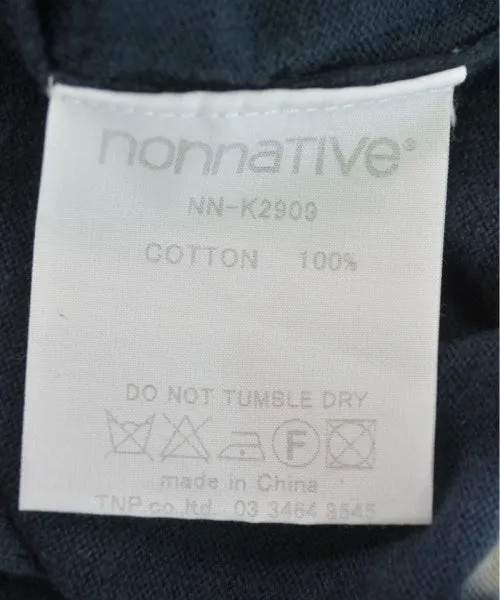 nonnative®
NN-K2909
COTTON 100%
DO NOT TUMBLE DRY
F
made in China
TNP.co.ltd. 03 3464 8545